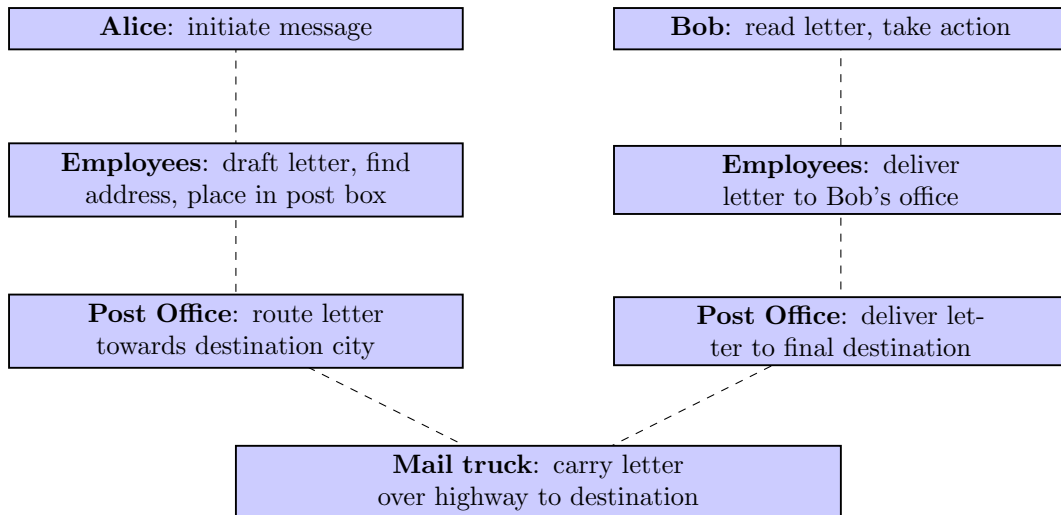 Alice: initiate message
Bob: read letter, take action
Employees: draft letter, find
address, place in post box
Employees: deliver
letter to Bob's office
Post Office: route letter
towards destination city
Post Office: deliver let-
ter to final destination
Mail truck: carry letter
over highway to destination